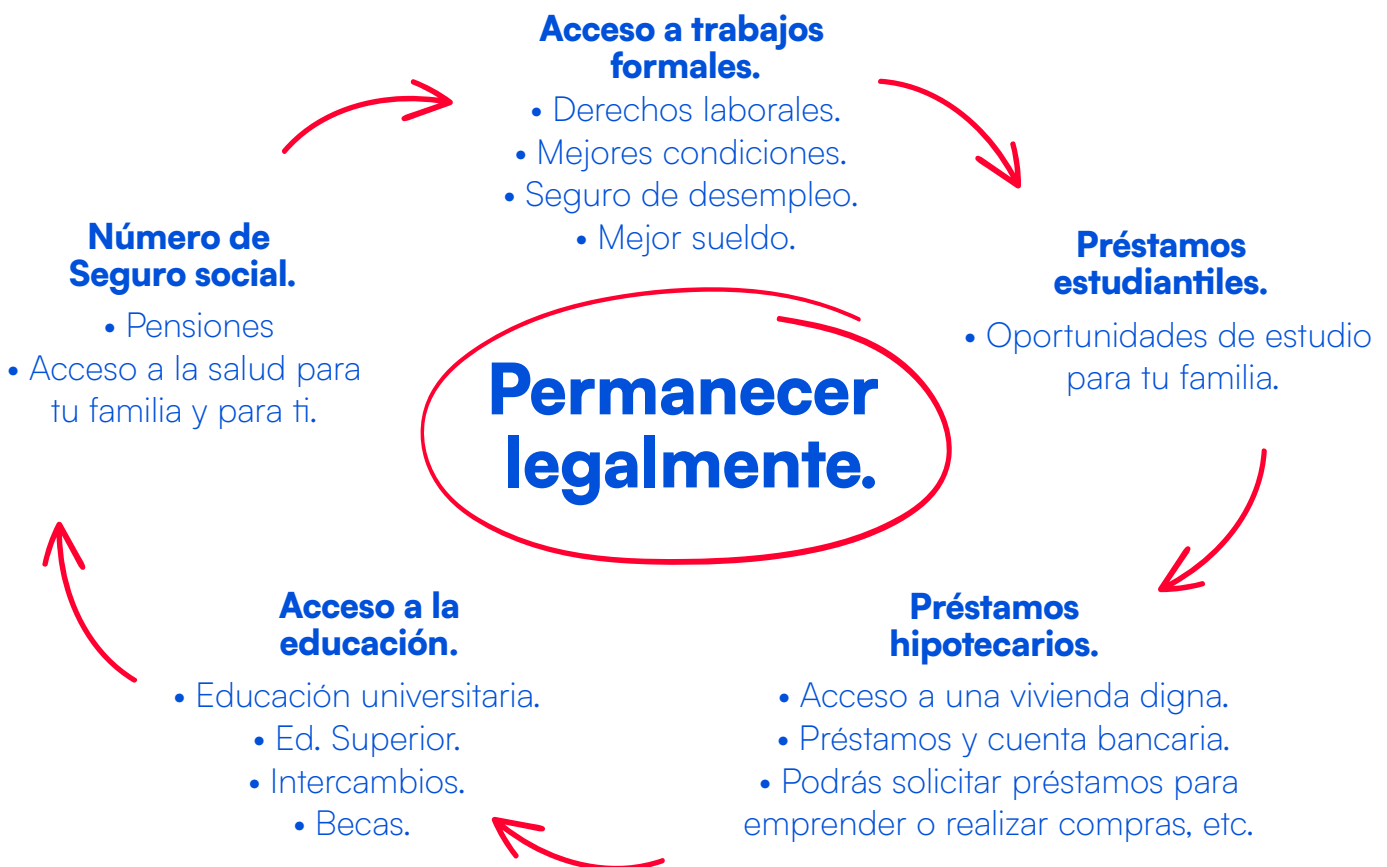 Acceso a trabajos
formales.
• Derechos laborales.
• Mejores condiciones.
• Seguro de desempleo.
• Mejor sueldo.
Préstamos
estudiantiles.
• Oportunidades de estudio
para tu familia.
Préstamos
hipotecarios.
• Acceso a una vivienda digna.
• Préstamos y cuenta bancaria.
• Podrás solicitar préstamos para
emprender o realizar compras, etc.
Acceso a la
educación.
• Educación universitaria.
• Ed. Superior.
• Intercambios.
• Becas.
Número de
Seguro social.
• Pensiones
• Acceso a la salud para
tu familia y para ti.
Permanecer
legalmente.